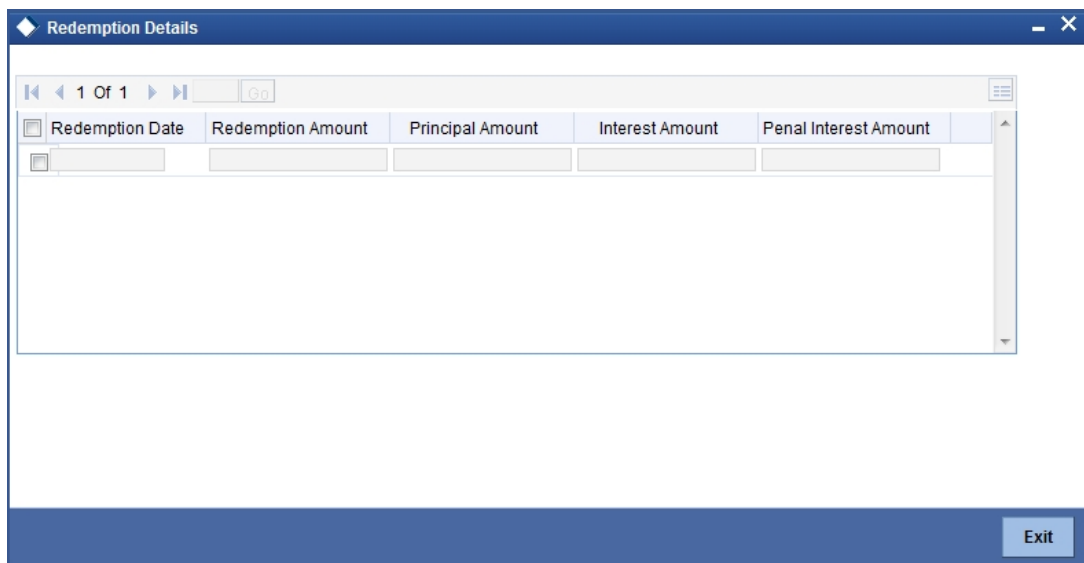 Redemption Details
1 Of 1 Go
Redemption Date Redemption Amount Principal Amount Interest Amount Penal Interest Amount
Exit